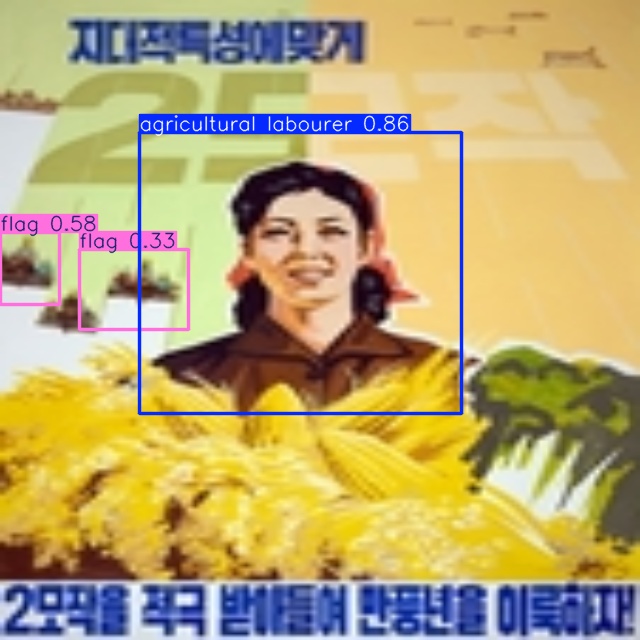 지대적특성에맞게
2모작
agricultural labourer 0.86
flag 0.58
flag 0.33
2모작을 적극 받아들여 만풍년을 이룩하자!